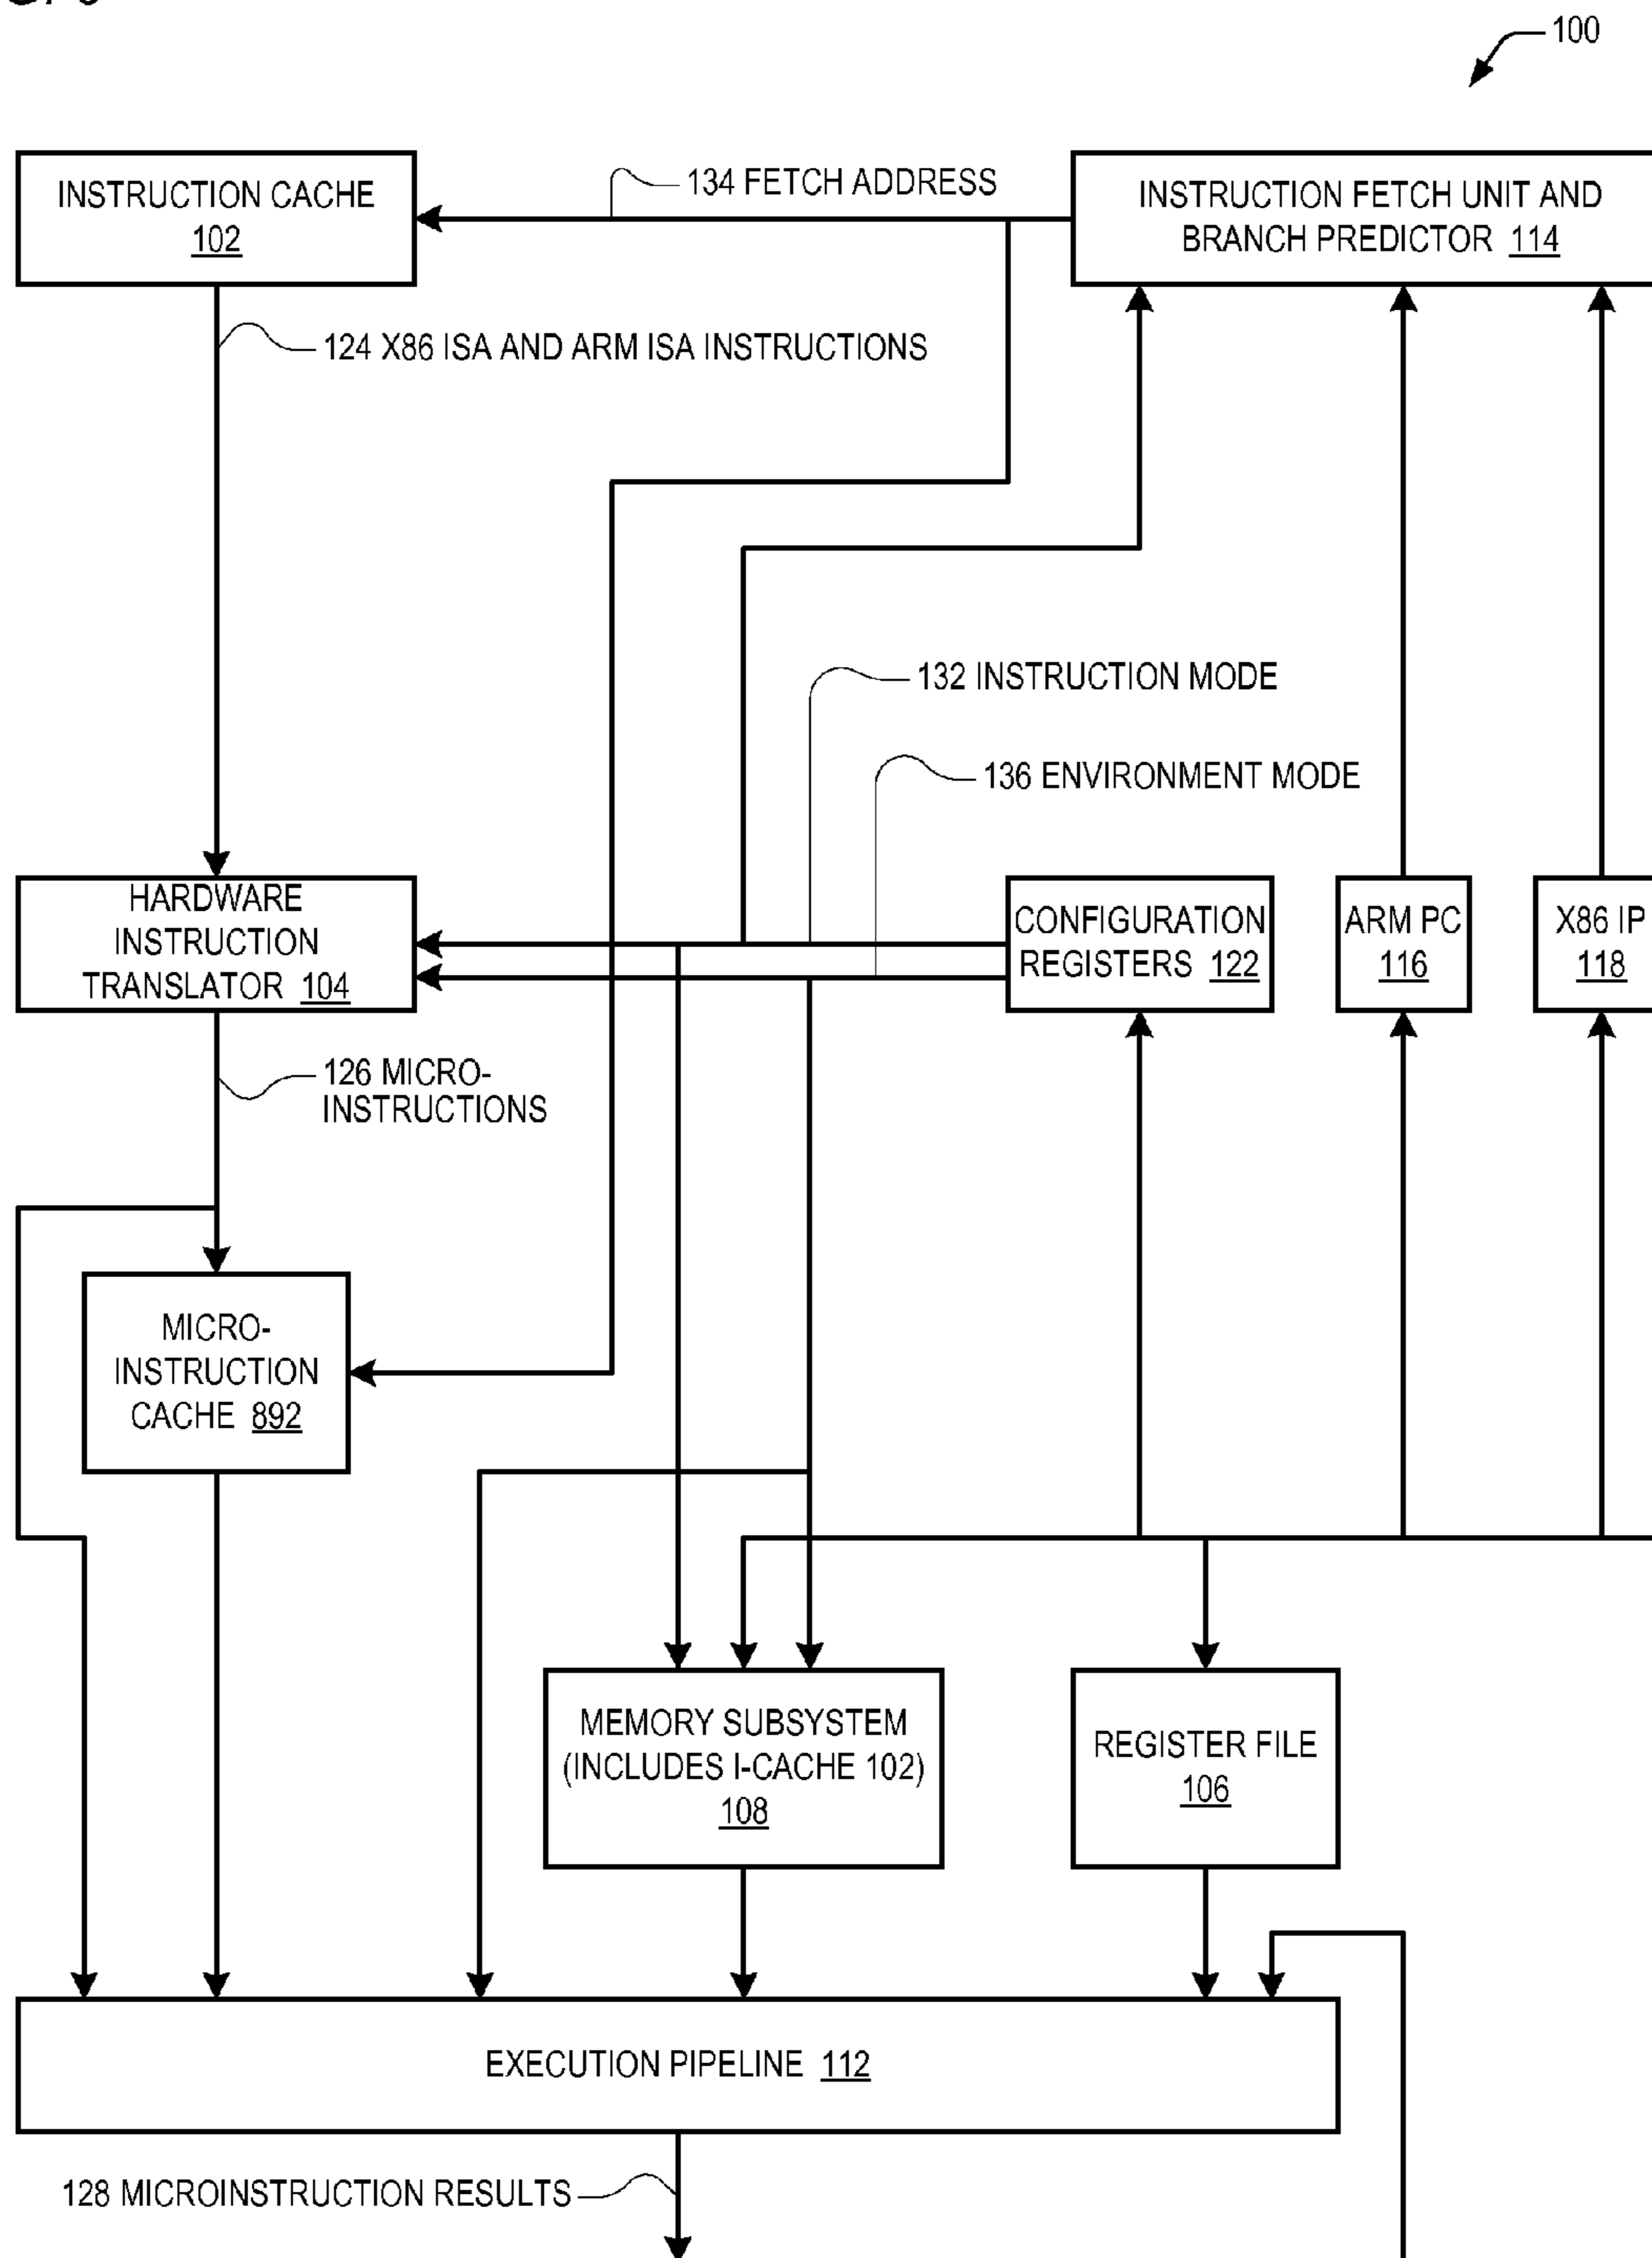 100
INSTRUCTION CACHE
102
134 FETCH ADDRESS
INSTRUCTION FETCH UNIT AND
BRANCH PREDICTOR 114
124 X86 ISA AND ARM ISA INSTRUCTIONS
132 INSTRUCTION MODE
136 ENVIRONMENT MODE
HARDWARE
INSTRUCTION
TRANSLATOR 104
CONFIGURATION
REGISTERS 122
ARM PC
116
X86 IP
118
126 MICRO-
INSTRUCTIONS
MICRO-
INSTRUCTION
CACHE 892
MEMORY SUBSYSTEM
(INCLUDES I-CACHE 102)
108
REGISTER FILE
106
EXECUTION PIPELINE 112
128 MICROINSTRUCTION RESULTS